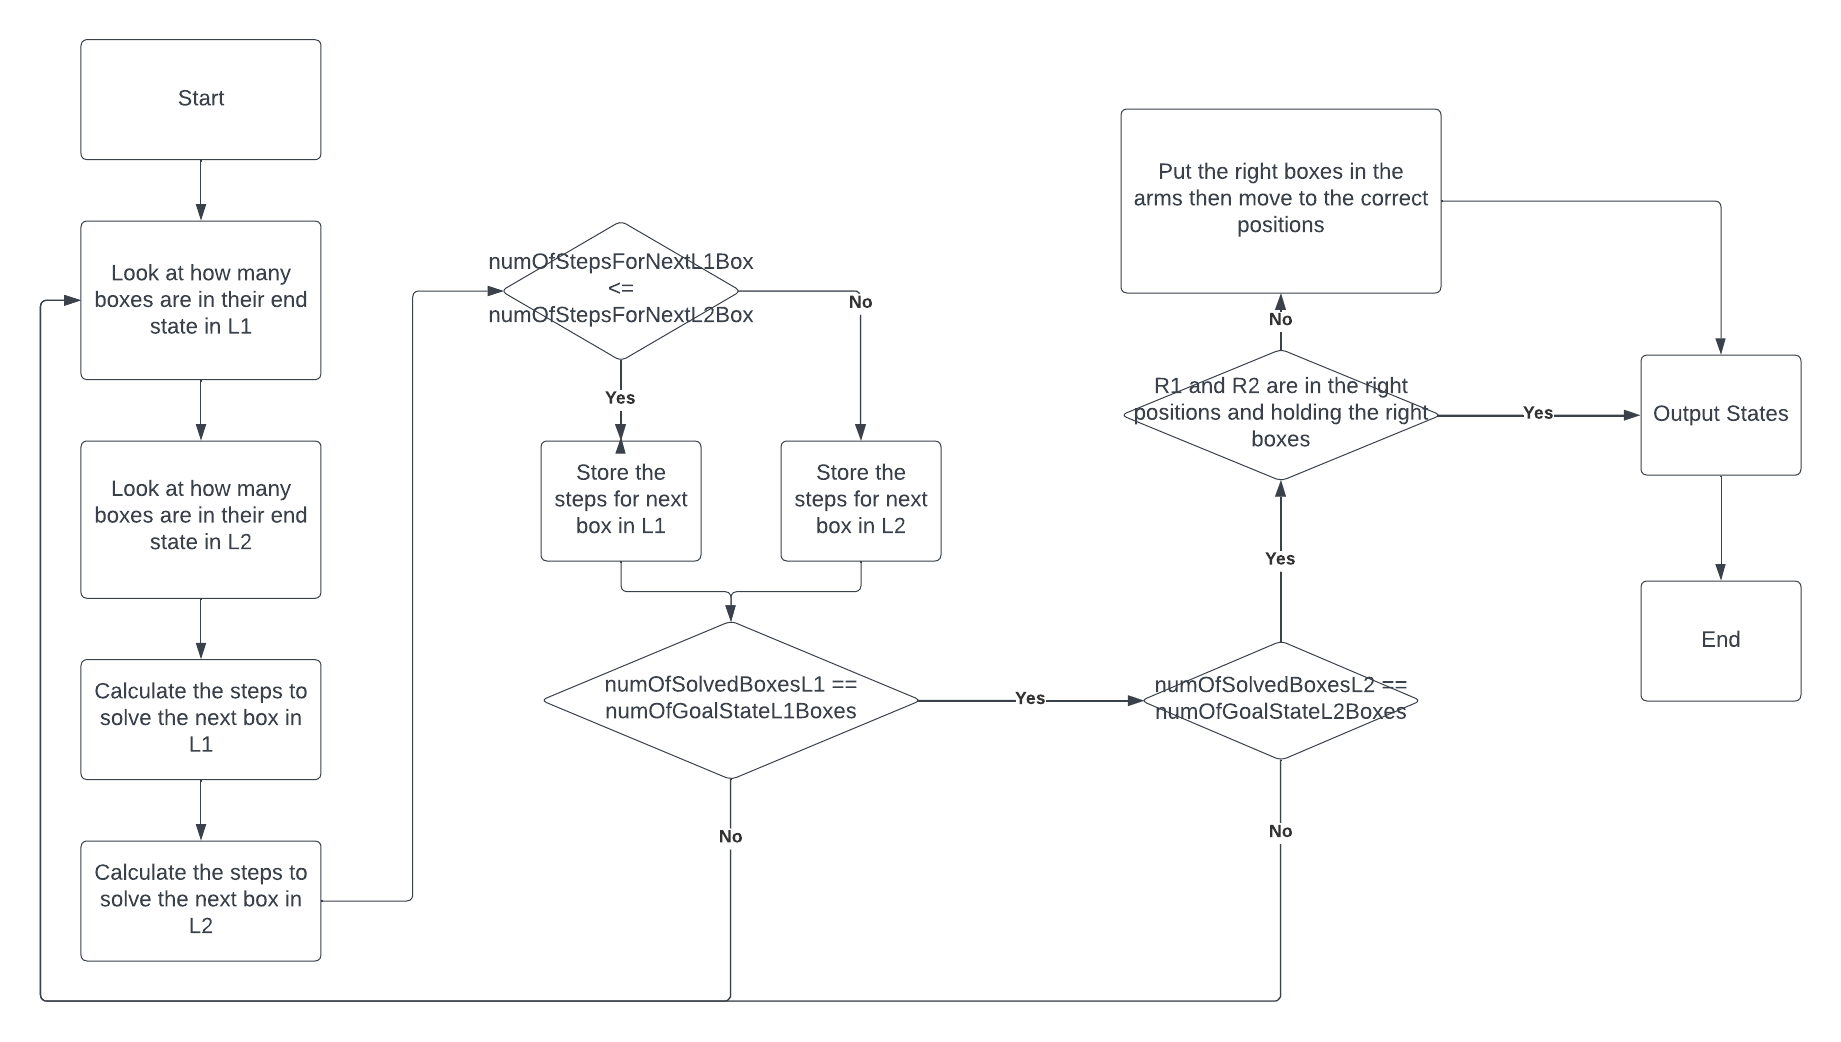 Start
Look at how many
boxes are in their end
state in L1
Look at how many
boxes are in their end
state in L2
Calculate the steps to
solve the next box in
L1
Calculate the steps to
solve the next box in
L2
numOfStepsForNextL1Box
<=
numOfStepsForNextL2Box
No
Yes
Store the
steps for next
box in L1
Store the
steps for next
box in L2
numOfSolvedBoxesL1 ==
numOfGoalStateL1Boxes
Yes
No
numOfSolvedBoxesL2 ==
numOfGoalStateL2Boxes
No
Yes
R1 and R2 are in the right
positions and holding the right
boxes
No
Yes
Put the right boxes in the
arms then move to the correct
positions
Output States
End